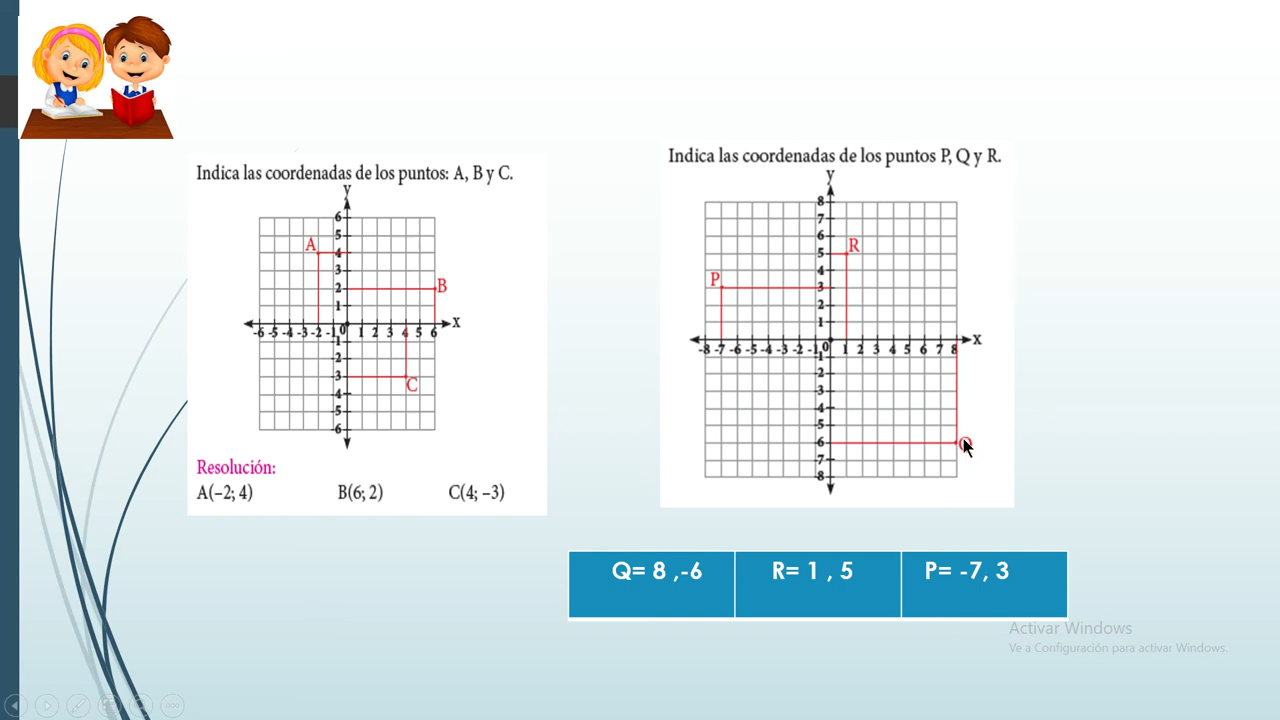 Indica las coordenadas de los puntos: A, B y C.
y
6
5
A
4
3
B
2
1
x
-6 -5 -4 -3 -2 -1 0 1 2 3 4 5 6
-1
-2
-3
C
-4
-5
-6
Resolución:
A(−2; 4) B(6; 2) C(4; −3)
Indica las coordenadas de los puntos P, Q y R.
y
8
7
6
R
5
4
P
3
2
1
x
-8 -7 -6 -5 -4 -3 -2 -1 0 1 2 3 4 5 6 7 8
-1
-2
-3
-4
-5
-6
Q
-7
-8
Q= 8 ,-6 R= 1 , 5 P= -7, 3
Activar Windows
Ve a Configuración para activar Windows.